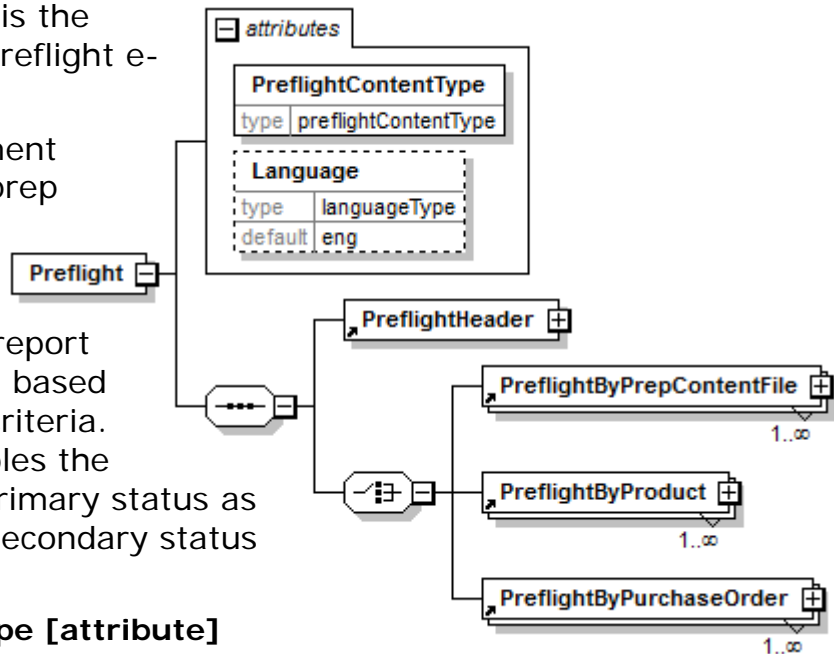 is the
reflight e-
nent
prep
report
based
riteria.
les the
rimary status as
econdary status
pe [attribute]
attributes
PreflightContentType
type preflightContentType
Language
type languageType
default eng
Preflight
PreflightHeader
PreflightByPrepContentFile
1..∞
PreflightByProduct
1..∞
PreflightByPurchaseOrder
1..∞